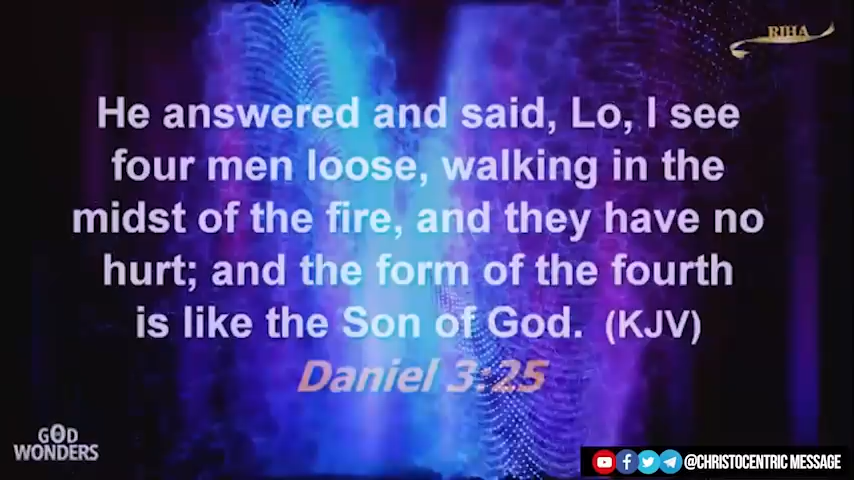 RIHA
He answered and said, Lo, I see
four men loose, walking in the
midst of the fire, and they have no
hurt; and the form of the fourth
is like the Son of God. (KJV)
Daniel 3:25
GOD
WONDERS
@CHRISTOCENTRIC MESSAGE